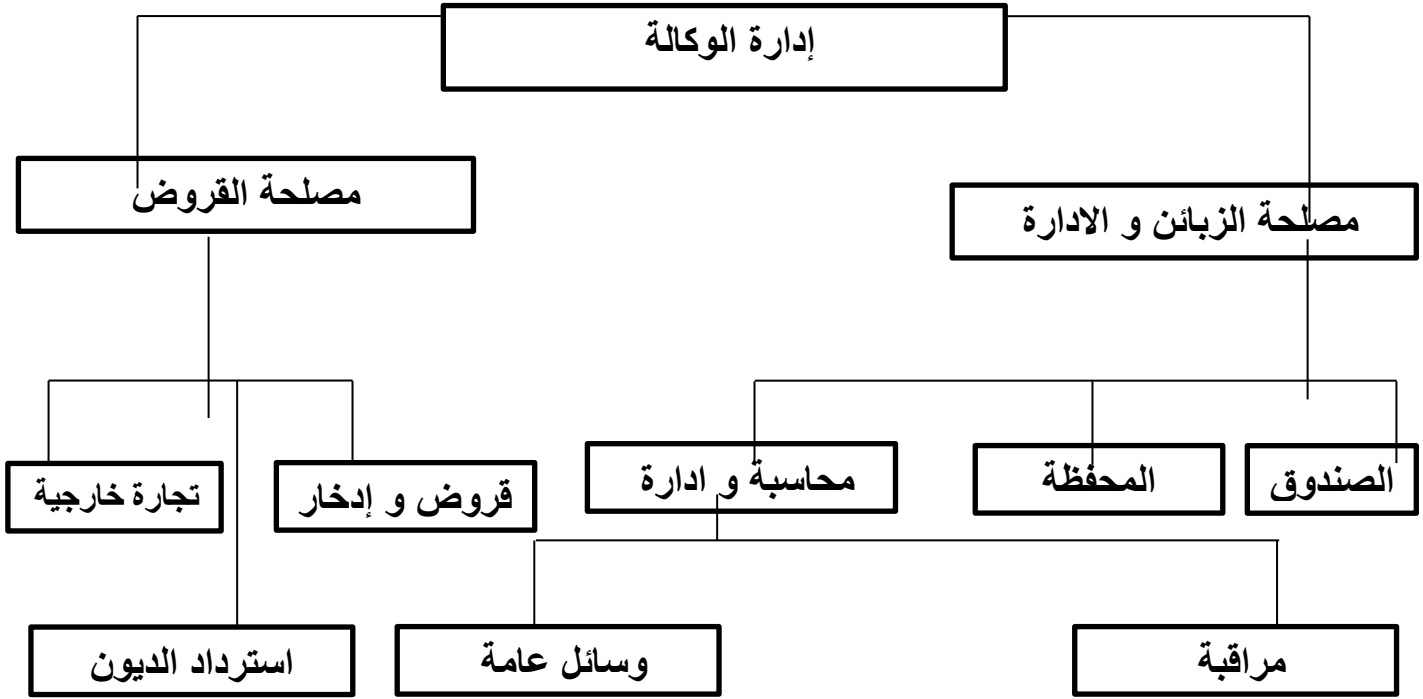 إدارة الوكالة
مصلحة الزبائن و الادارة
مصلحة القروض
الصندوق
المحفظة
محاسبة و ادارة
قروض و إدخار
تجارة خارجية
مراقبة
وسائل عامة
استرداد الديون